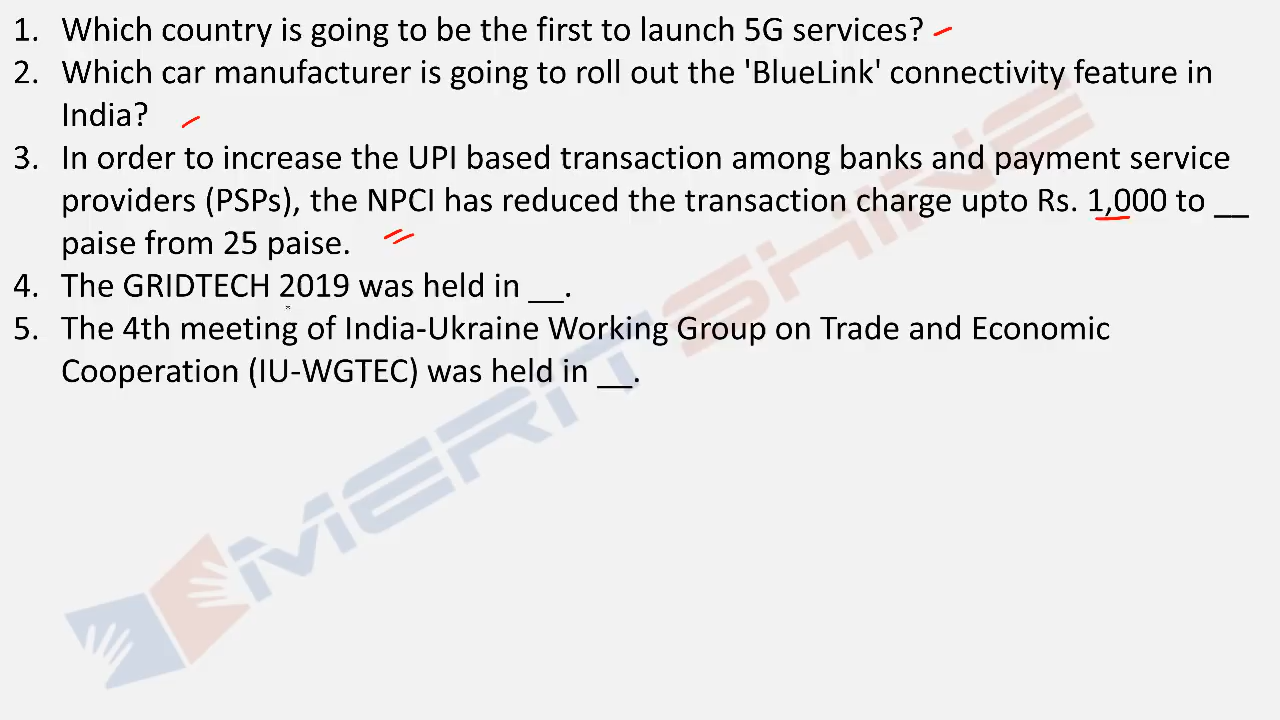 1. Which country is going to be the first to launch 5G services?
2. Which car manufacturer is going to roll out the 'BlueLink' connectivity feature in
India?
3. In order to increase the UPI based transaction among banks and payment service
providers (PSPs), the NPCI has reduced the transaction charge upto Rs. 1,000 to __
paise from 25 paise.
4. The GRIDTECH 2019 was held in __.
5. The 4th meeting of India-Ukraine Working Group on Trade and Economic
Cooperation (IU-WGTEC) was held in __.
MERIT SHINE